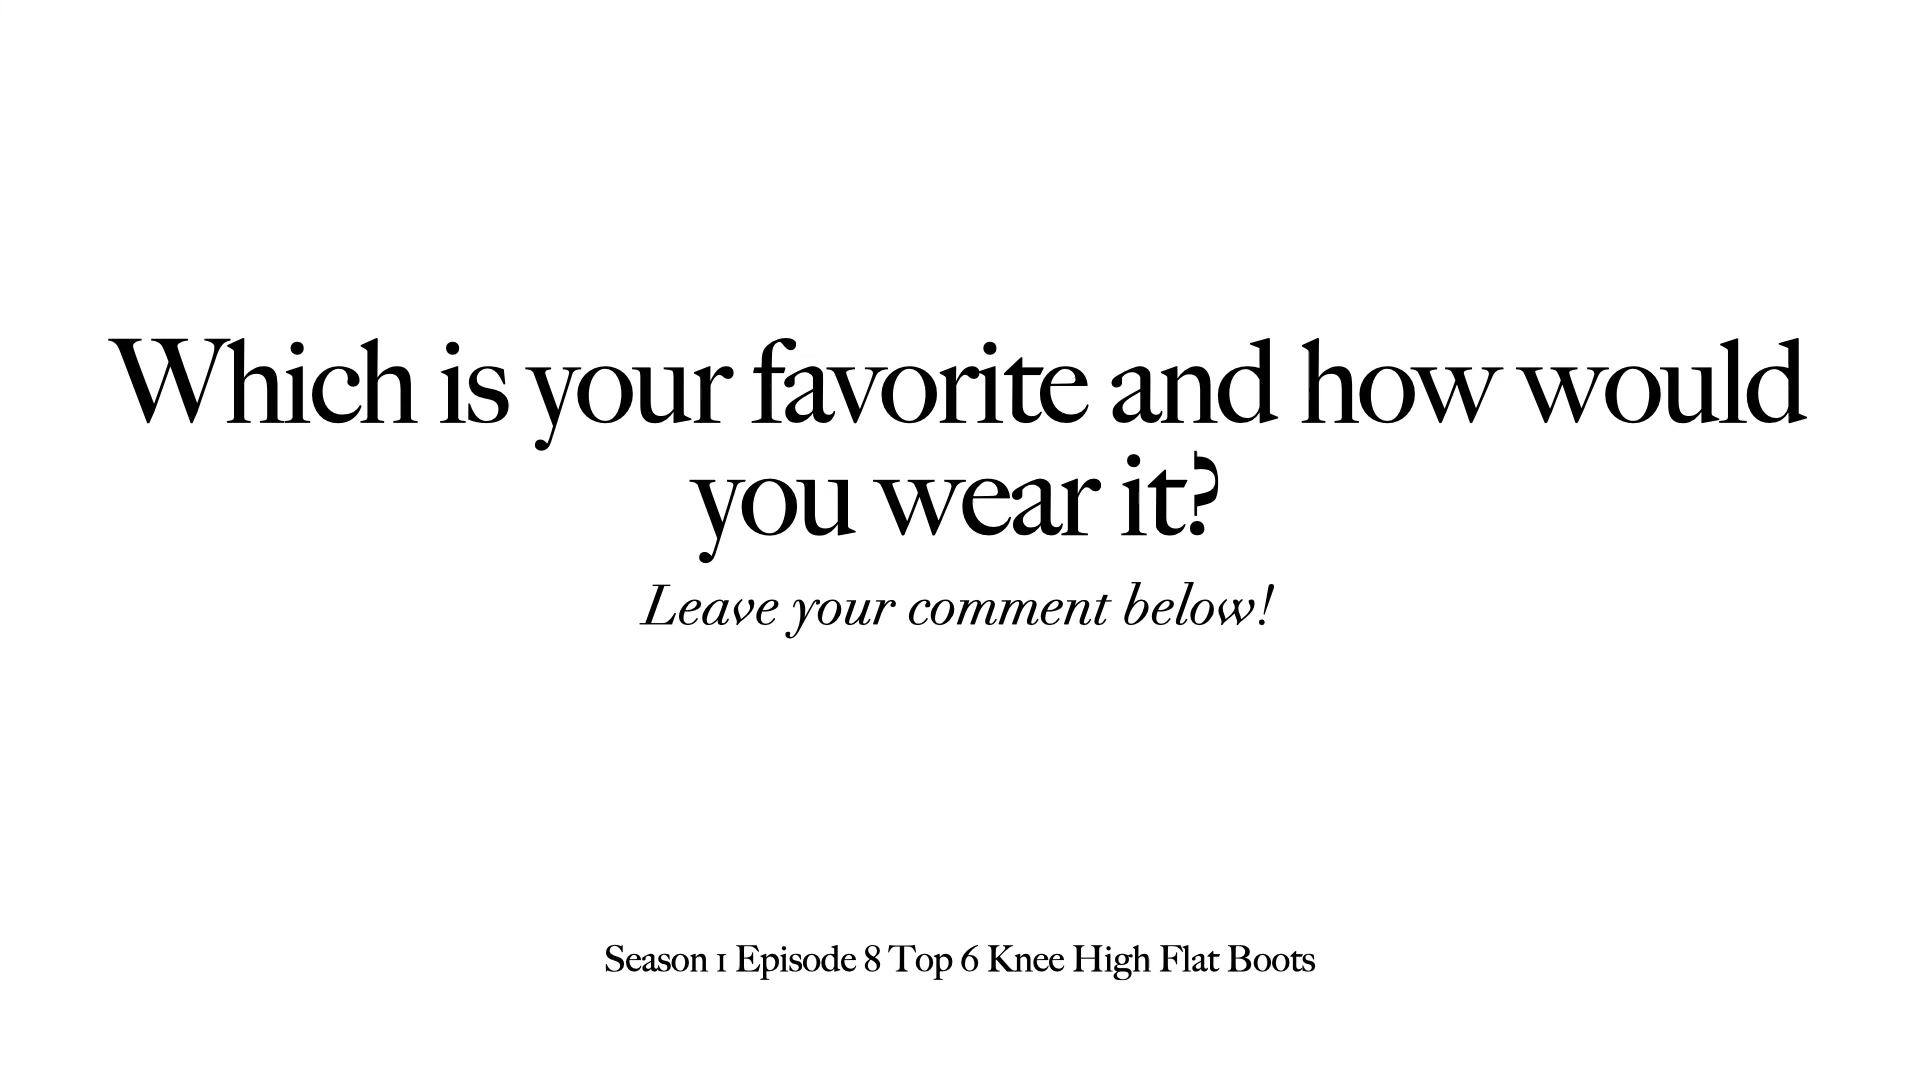 Which is your favorite and how would
you wear it?
Leave your comment below!
Season 1 Episode 8 Top 6 Knee High Flat Boots